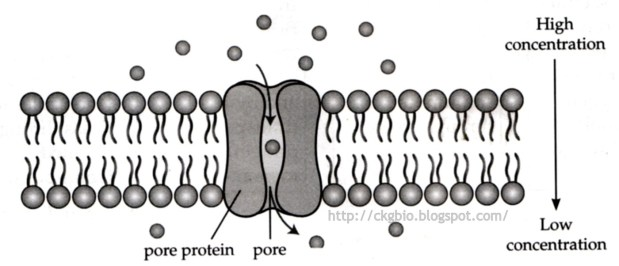 High
concentration
http://ckgbio.blogspot.com/
Low
concentration
pore protein
pore